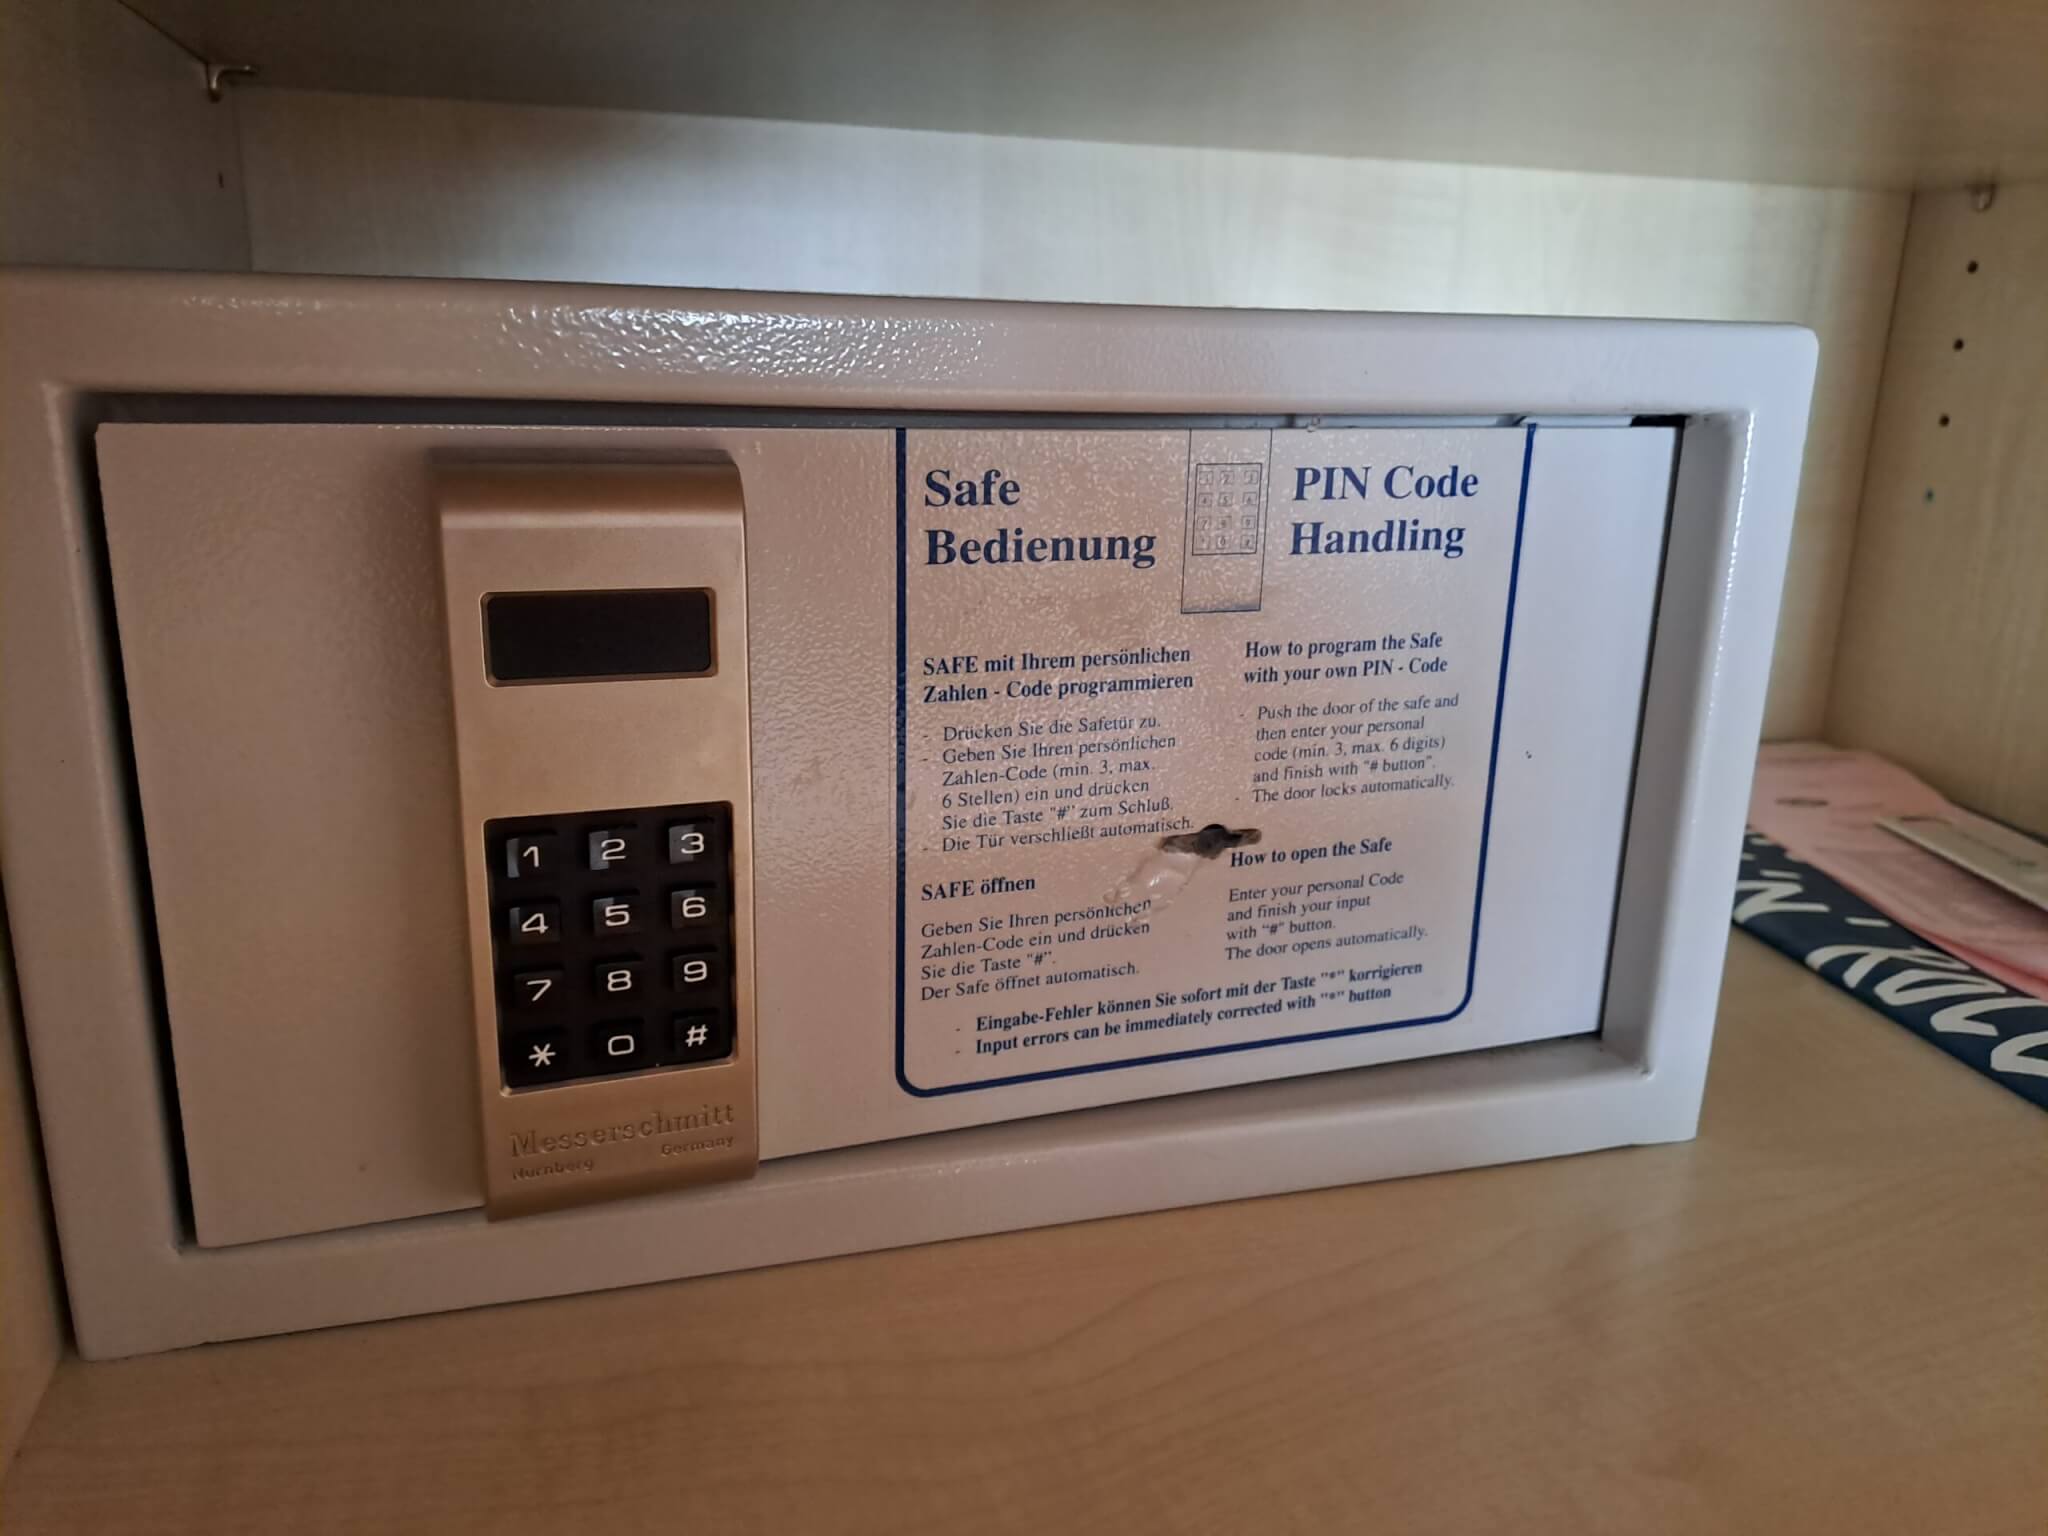 Safe
Bedienung
PIN Code
Handling
SAFE mit Ihrem persönlichen
Zahlen - Code programmieren
- Drücken Sie die Safetür zu.
- Geben Sie Ihren persönlichen
Zahlen-Code (min. 3, max.
6 Stellen) ein und drücken
Sie die Taste "#" zum Schluß.
- Die Tür verschließt automatisch.
SAFE öffnen
Geben Sie Ihren persönlichen
Zahlen-Code ein und drücken
Sie die Taste "#".
Der Safe öffnet automatisch.
How to program the Safe
with your own PIN - Code
- Push the door of the safe and
then enter your personal
code (min. 3, max. 6 digits)
and finish with "# button".
- The door locks automatically.
How to open the Safe
Enter your personal Code
and finish your input
with "#" button.
The door opens automatically.
- Eingabe-Fehler können Sie sofort mit der Taste "*" korrigieren
- Input errors can be immediately corrected with "*" button
1 2 3
4 5 6
7 8 9
* 0 #
Messerschmitt
Nürnberg Germany